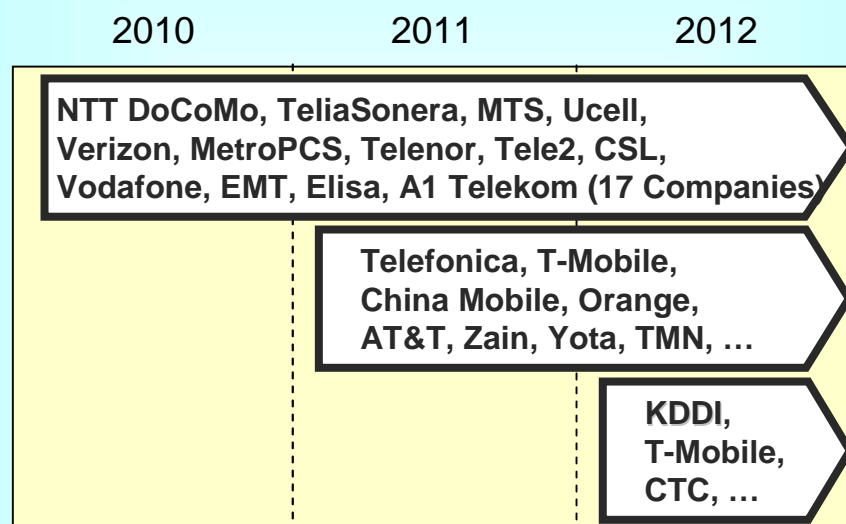 2010 2011 2012
NTT DoCoMo, TeliaSonera, MTS, Ucell,
Verizon, MetroPCS, Telenor, Tele2, CSL,
Vodafone, EMT, Elisa, A1 Telekom (17 Companies)
Telefonica, T-Mobile,
China Mobile, Orange,
AT&T, Zain, Yota, TMN, …
KDDI,
T-Mobile,
CTC, …